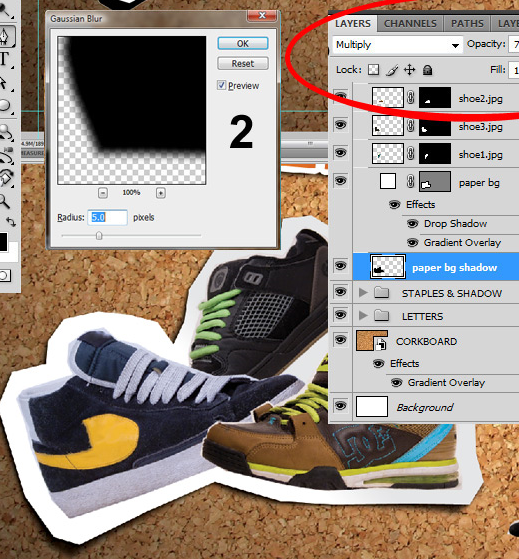 Gaussian Blur
OK
Reset
Preview
100%
Radius: 5.0 pixels
2
LAYERS CHANNELS PATHS
Multiply Opacity: 7
Lock: Fill: 1
shoe2.jpg
shoe3.jpg
shoe1.jpg
paper bg
Effects
Drop Shadow
Gradient Overlay
paper bg shadow
STAPLES & SHADOW
LETTERS
CORKBOARD
Effects
Gradient Overlay
Background